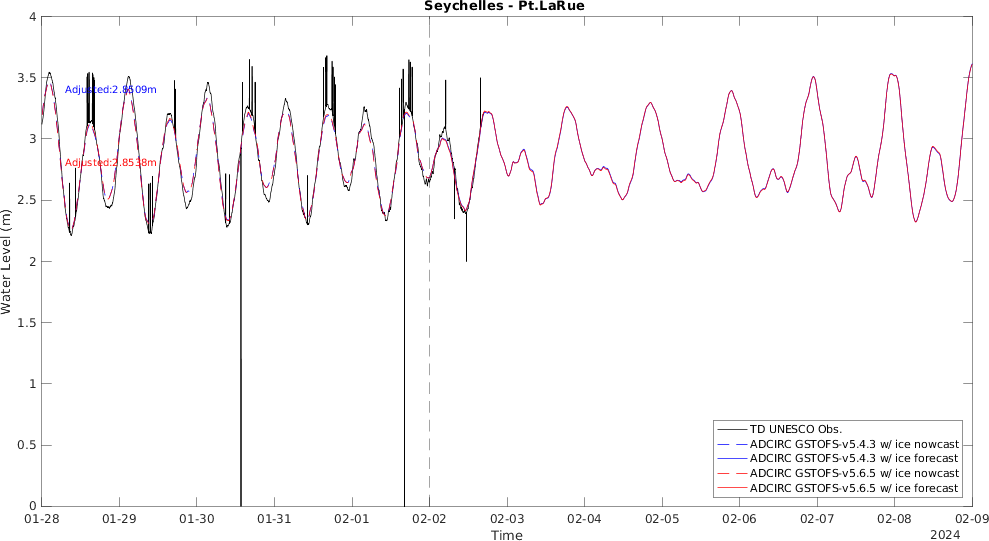 Seychelles - Pt.LaRue
4
3.5
3
2.5
2
1.5
1
0.5
0
Water Level (m)
Adjusted:2.8509m
Adjusted:2.8538m
TD UNESCO Obs.
ADCIRC GSTOFS-v5.4.3 w/ ice nowcast
ADCIRC GSTOFS-v5.4.3 w/ ice forecast
ADCIRC GSTOFS-v5.6.5 w/ ice nowcast
ADCIRC GSTOFS-v5.6.5 w/ ice forecast
01-28 01-29 01-30 01-31 02-01 02-02 02-03 02-04 02-05 02-06 02-07 02-08 02-09
Time
2024